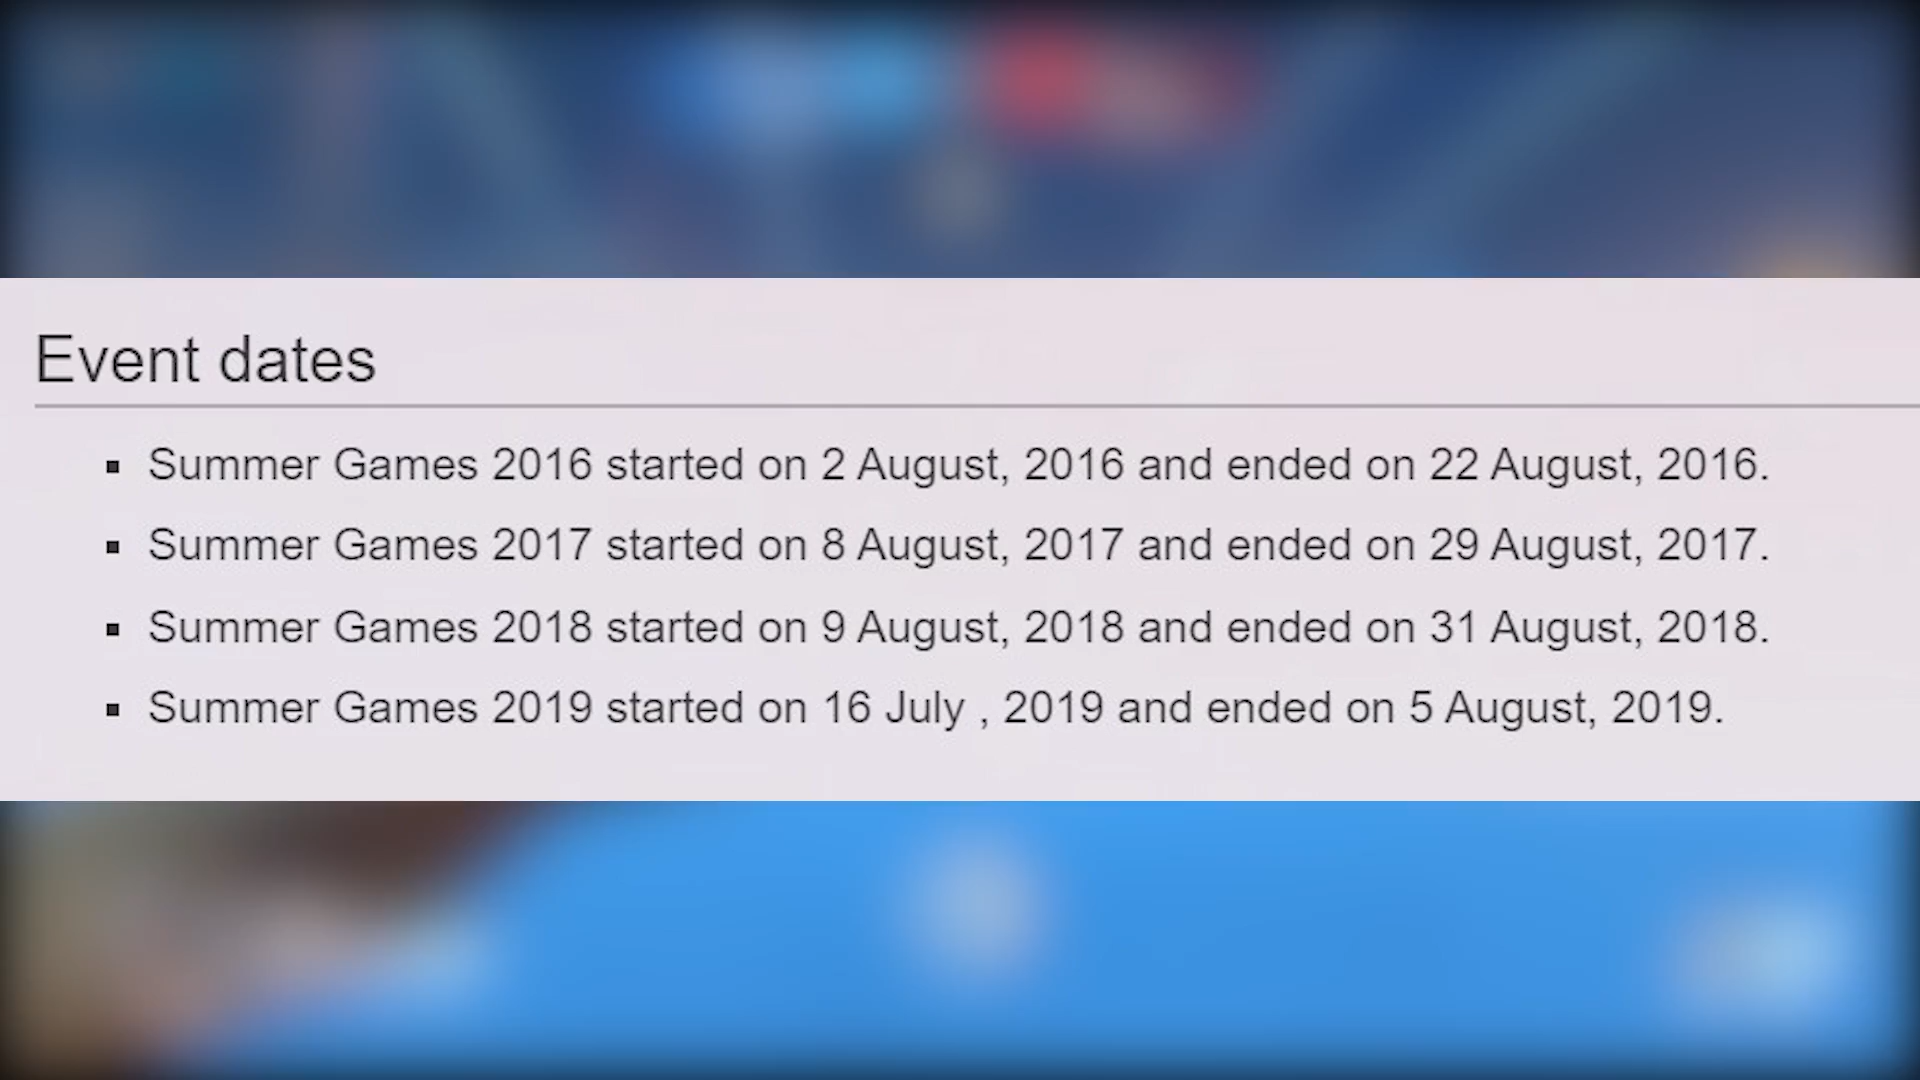 Event dates
Summer Games 2016 started on 2 August, 2016 and ended on 22 August, 2016.
Summer Games 2017 started on 8 August, 2017 and ended on 29 August, 2017.
Summer Games 2018 started on 9 August, 2018 and ended on 31 August, 2018.
Summer Games 2019 started on 16 July , 2019 and ended on 5 August, 2019.